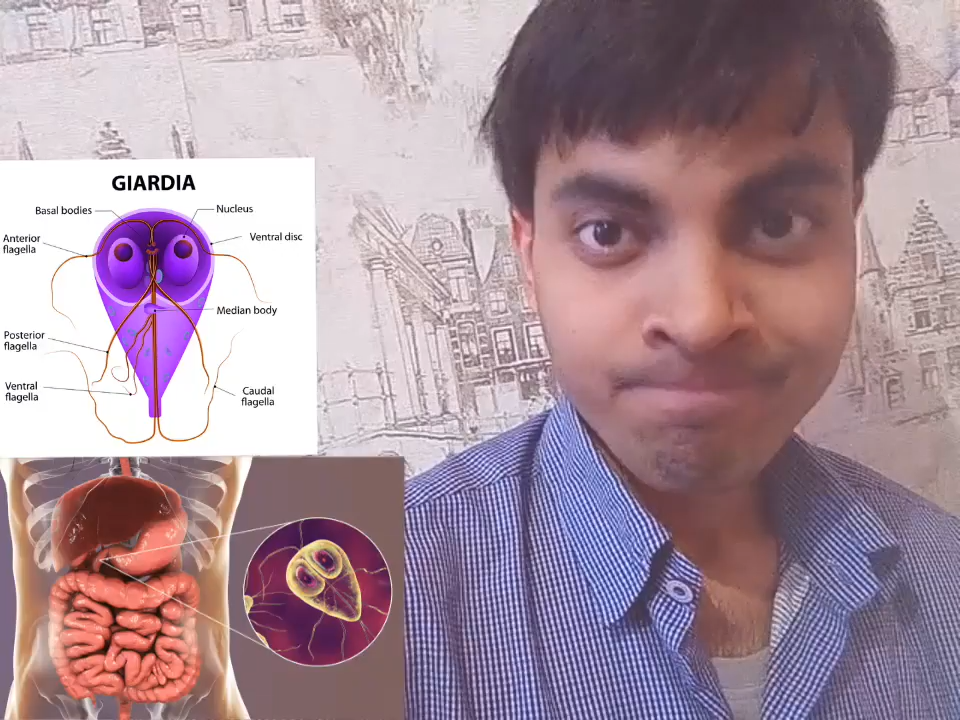 GIARDIA
Basal bodies
Nucleus
Anterior
flagella
Ventral disc
Median body
Posterior
flagella
Ventral
flagella
Caudal
flagella